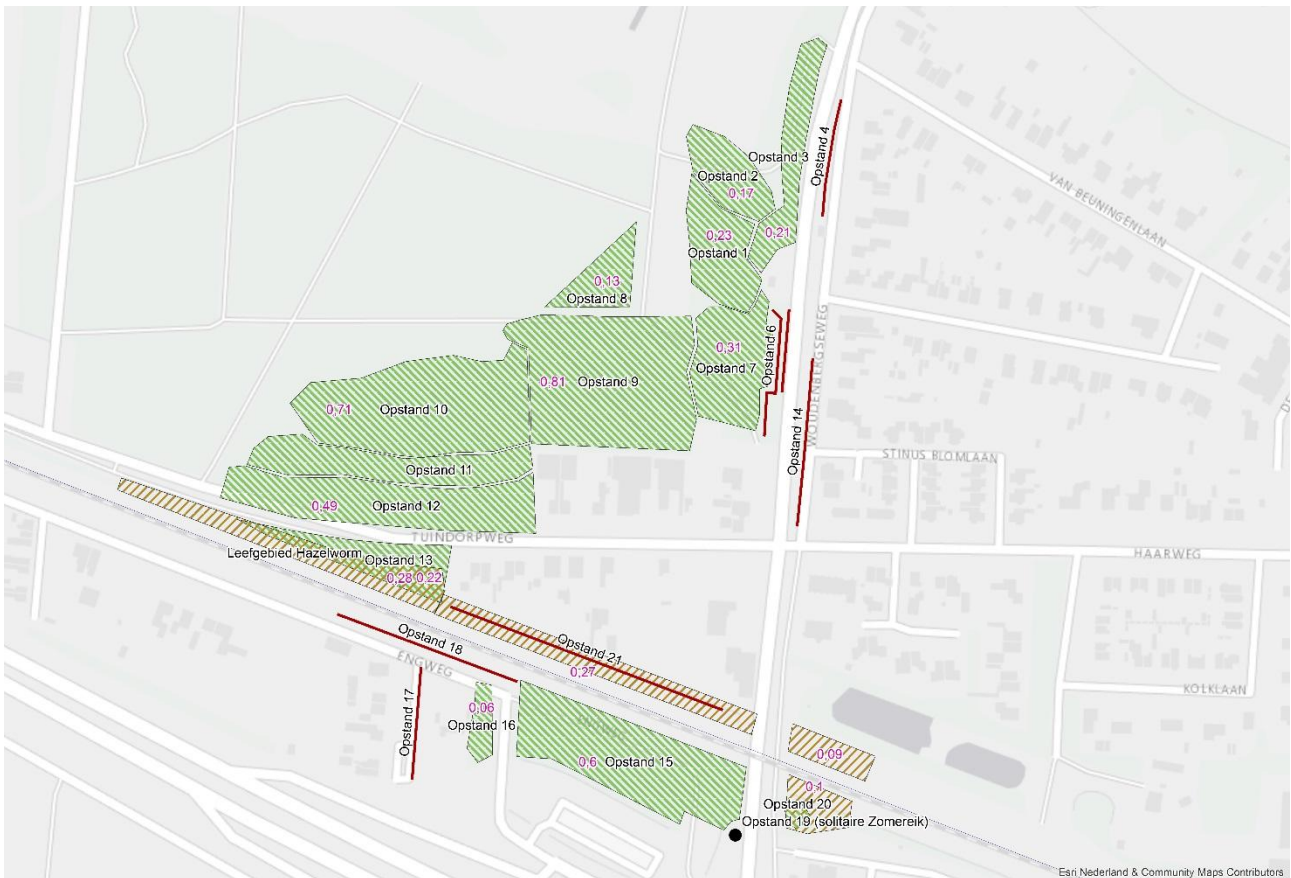 Opstand 4
Opstand 3
Opstand 2
0,17
0,23
0,21
Opstand 1
VAN BEUNINGENLAAN
0,13
Opstand 8
0,31
Opstand 7
Opstand 6
WOUDENBERGSEWEG
0,81 Opstand 9
0,71 Opstand 10
Opstand 14
STINUS BLOMLAAN
Opstand 11
0,49 Opstand 12
TUINDORPWEG
HAARWEG
Leefgebied Hazelworm
Opstand 13
0,28 0,22
Opstand 18
ENGWEG
Opstand 21
0,27
KOLKLAAN
Opstand 17
0,06
Opstand 16
0,6 Opstand 15
0,09
0,1
Opstand 20
Opstand 19 (solitaire Zomereik)
Esri Nederland & Community Maps Contributors